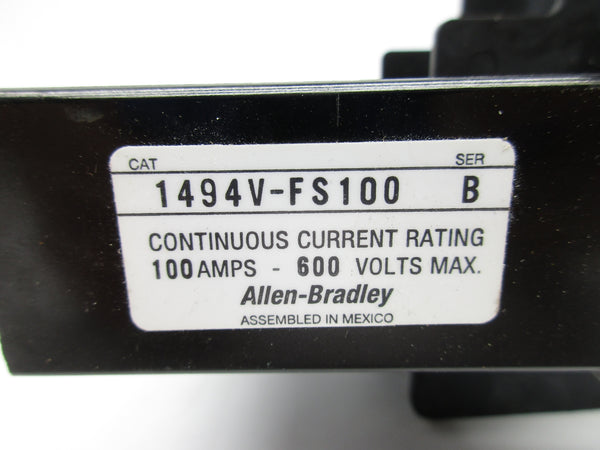 CAT SER
1494V-FS100 B
CONTINUOUS CURRENT RATING
100 AMPS - 600 VOLTS MAX.
Allen-Bradley
ASSEMBLED IN MEXICO